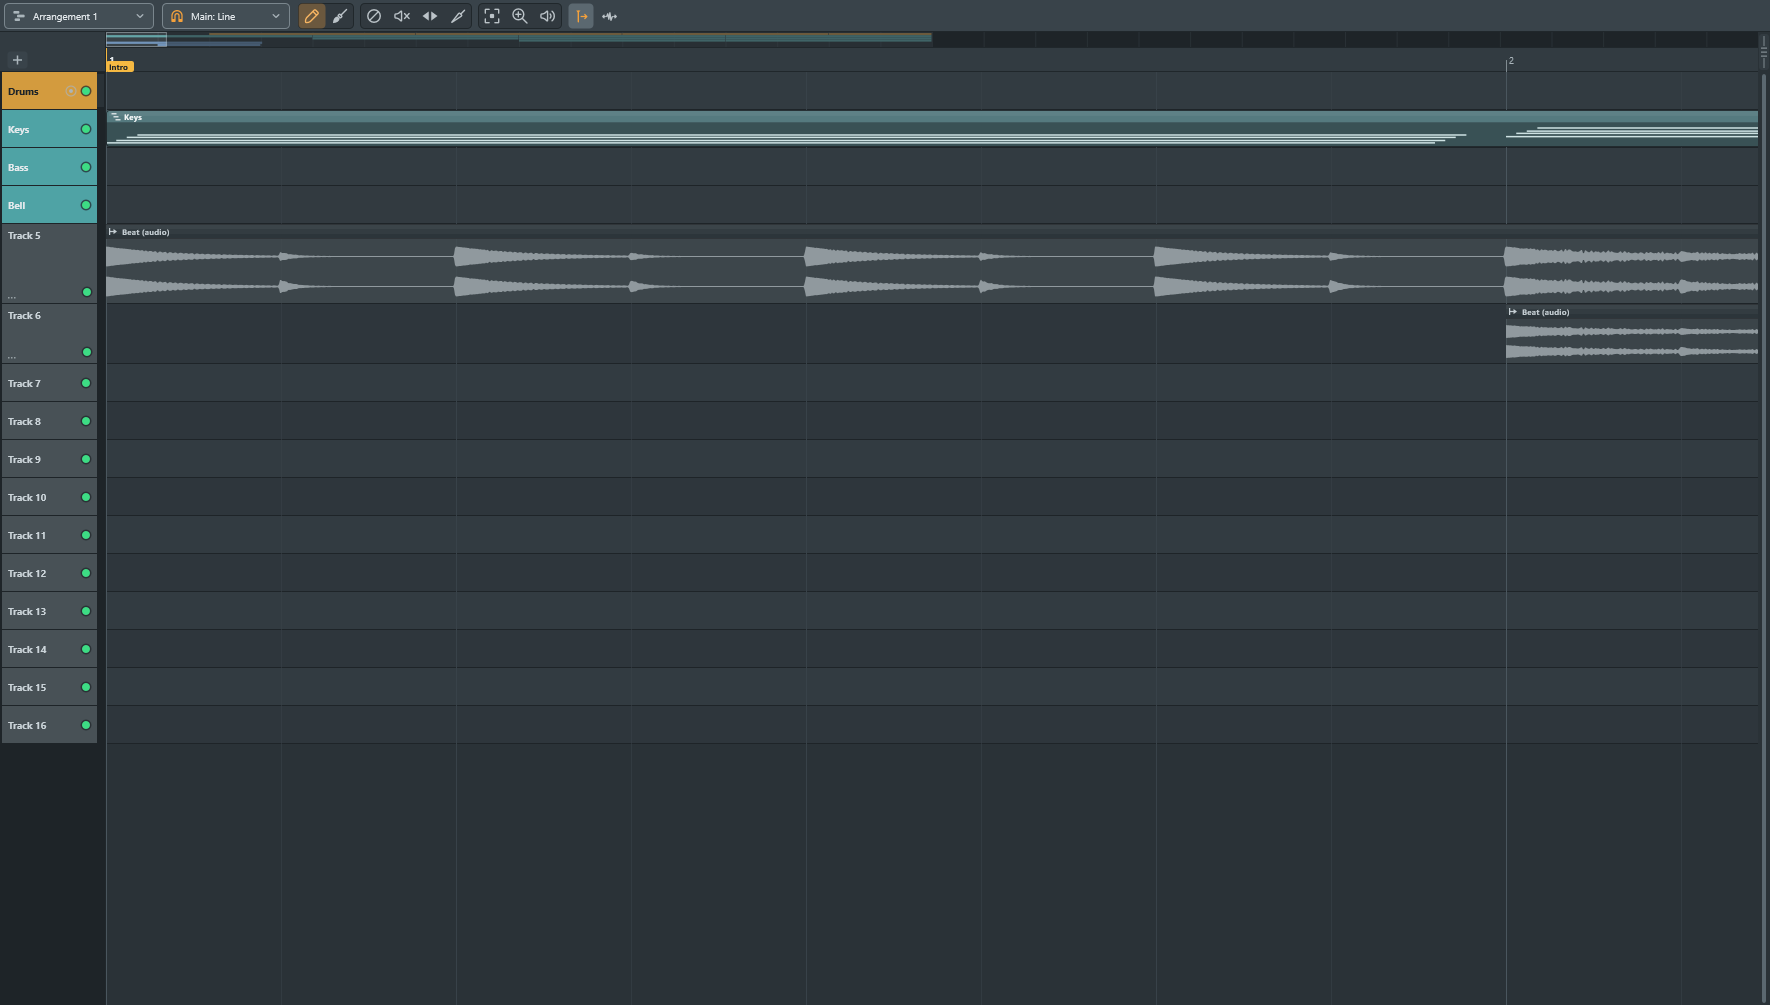 Arrangement 1
Main: Line
1
2
Intro
Drums
Keys
Keys
Bass
Bell
Track 5
Beat (audio)
...
Track 6
Beat (audio)
...
Track 7
Track 8
Track 9
Track 10
Track 11
Track 12
Track 13
Track 14
Track 15
Track 16